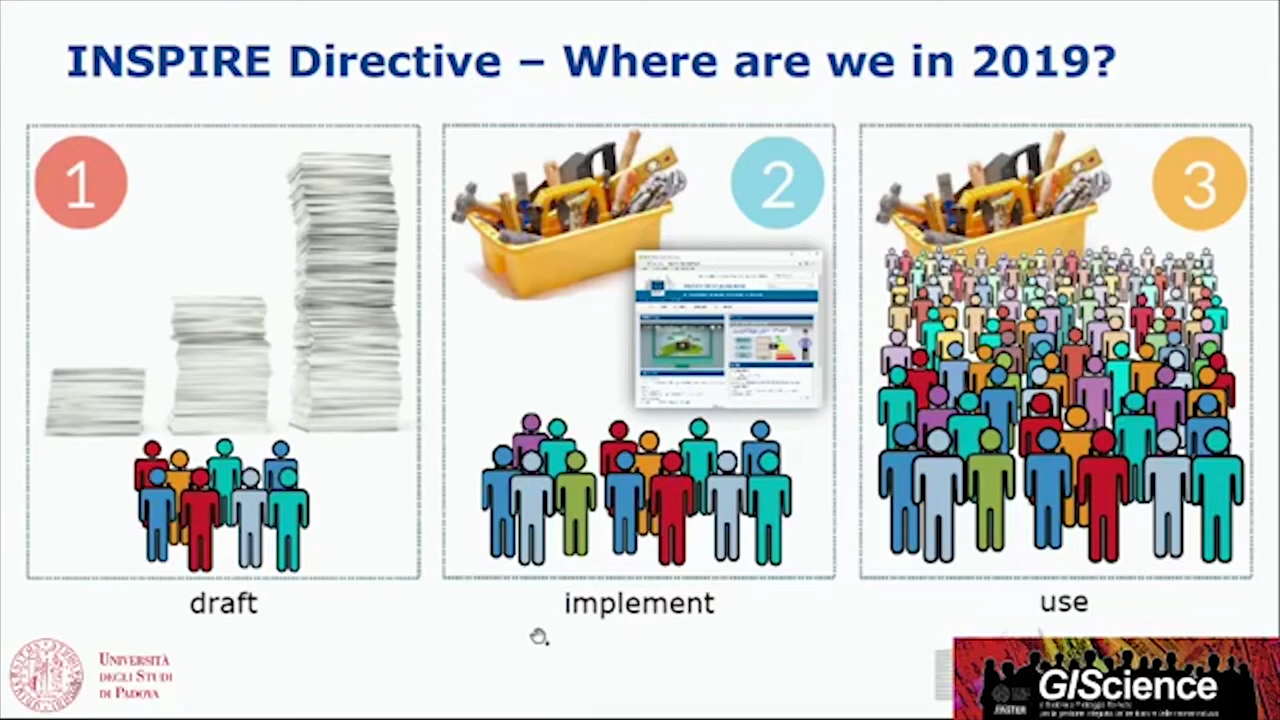 INSPIRE Directive – Where are we in 2019?
1
2
3
draft
implement
use
UNIVERSITÀ
DEGLI STUDI
DI PADOVA
GIScience
MASTER